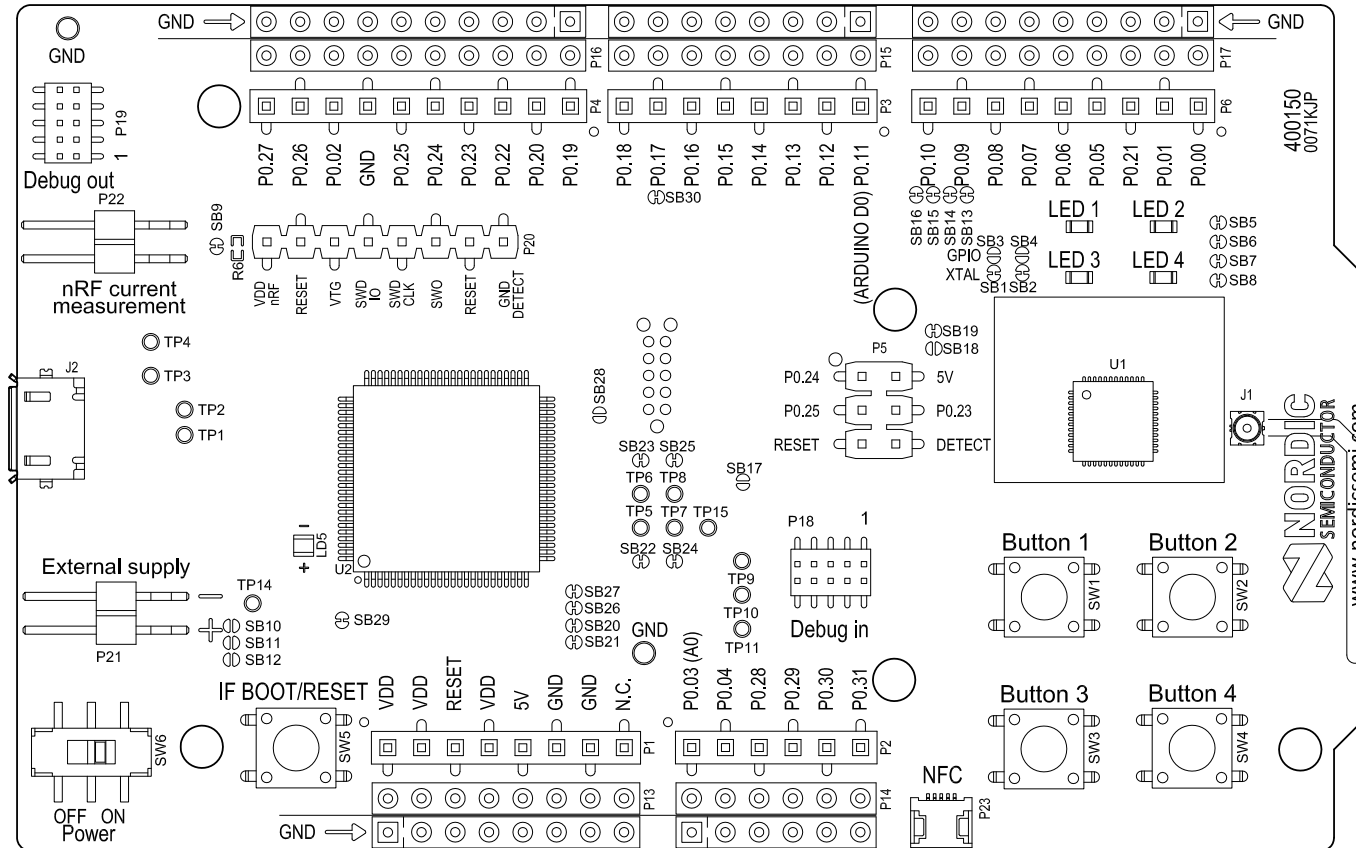 GND
GND
GND
P16
P15
P17
P19
1
Debug out
P4
P3
P6
400150
0071KJP
P0.27
P0.26
P0.02
GND
P0.25
P0.24
P0.23
P0.22
P0.20
P0.19
P0.18
P0.17
P0.16
P0.15
P0.14
P0.13
P0.12
P0.11
(ARDUINO D0)
P0.10
P0.09
P0.08
P0.07
P0.06
P0.05
P0.21
P0.01
P0.00
SB30
P22
nRF current
measurement
SB9
R6
P20
VDD
nRF
RESET
VTG
SWD
IO
SWD
CLK
SWO
RESET
GND
DETECT
SB16
SB15
SB14
SB13
SB3
SB4
GPIO
XTAL
SB1
SB2
LED 1
LED 2
LED 3
LED 4
SB5
SB6
SB7
SB8
TP4
TP3
TP2
TP1
J2
SB19
SB18
SB28
P5
P0.24
5V
P0.25
P0.23
RESET
DETECT
U1
J1
NORDIC
SEMICONDUCTOR
www.nordicsemi.com
SB23
SB25
TP6
TP8
TP5
TP7
TP15
SB22
SB24
SB17
P18
1
Debug in
TP9
TP10
TP11
-
LD5
+
U2
External supply
P21
−
+
TP14
SB10
SB11
SB12
SB29
SB27
SB26
SB20
SB21
GND
Button 1
Button 2
SW1
SW2
Button 3
Button 4
SW3
SW4
IF BOOT/RESET
SW5
SW6
OFF ON
Power
VDD
VDD
RESET
VDD
5V
GND
GND
N.C.
P0.03 (A0)
P0.04
P0.28
P0.29
P0.30
P0.31
P1
P2
P13
P14
GND
NFC
P23